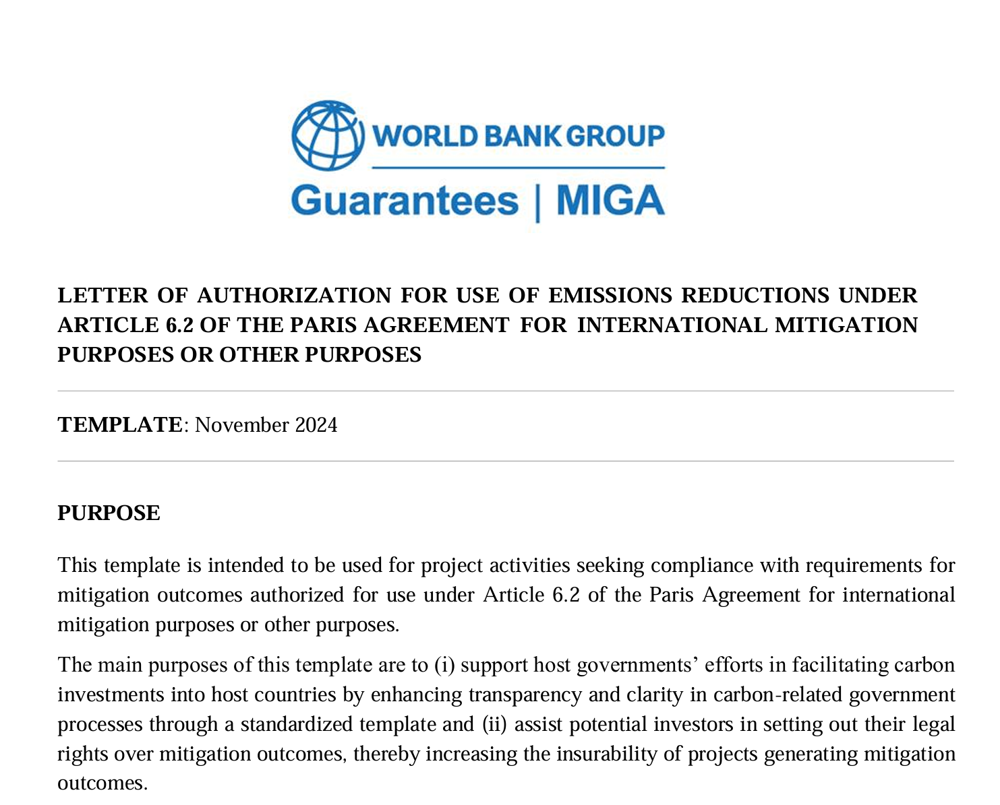 WORLD BANK GROUP
Guarantees | MIGA
LETTER OF AUTHORIZATION FOR USE OF EMISSIONS REDUCTIONS UNDER
ARTICLE 6.2 OF THE PARIS AGREEMENT FOR INTERNATIONAL MITIGATION
PURPOSES OR OTHER PURPOSES
TEMPLATE: November 2024
PURPOSE
This template is intended to be used for project activities seeking compliance with requirements for
mitigation outcomes authorized for use under Article 6.2 of the Paris Agreement for international
mitigation purposes or other purposes.
The main purposes of this template are to (i) support host governments’ efforts in facilitating carbon
investments into host countries by enhancing transparency and clarity in carbon-related government
processes through a standardized template and (ii) assist potential investors in setting out their legal
rights over mitigation outcomes, thereby increasing the insurability of projects generating mitigation
outcomes.